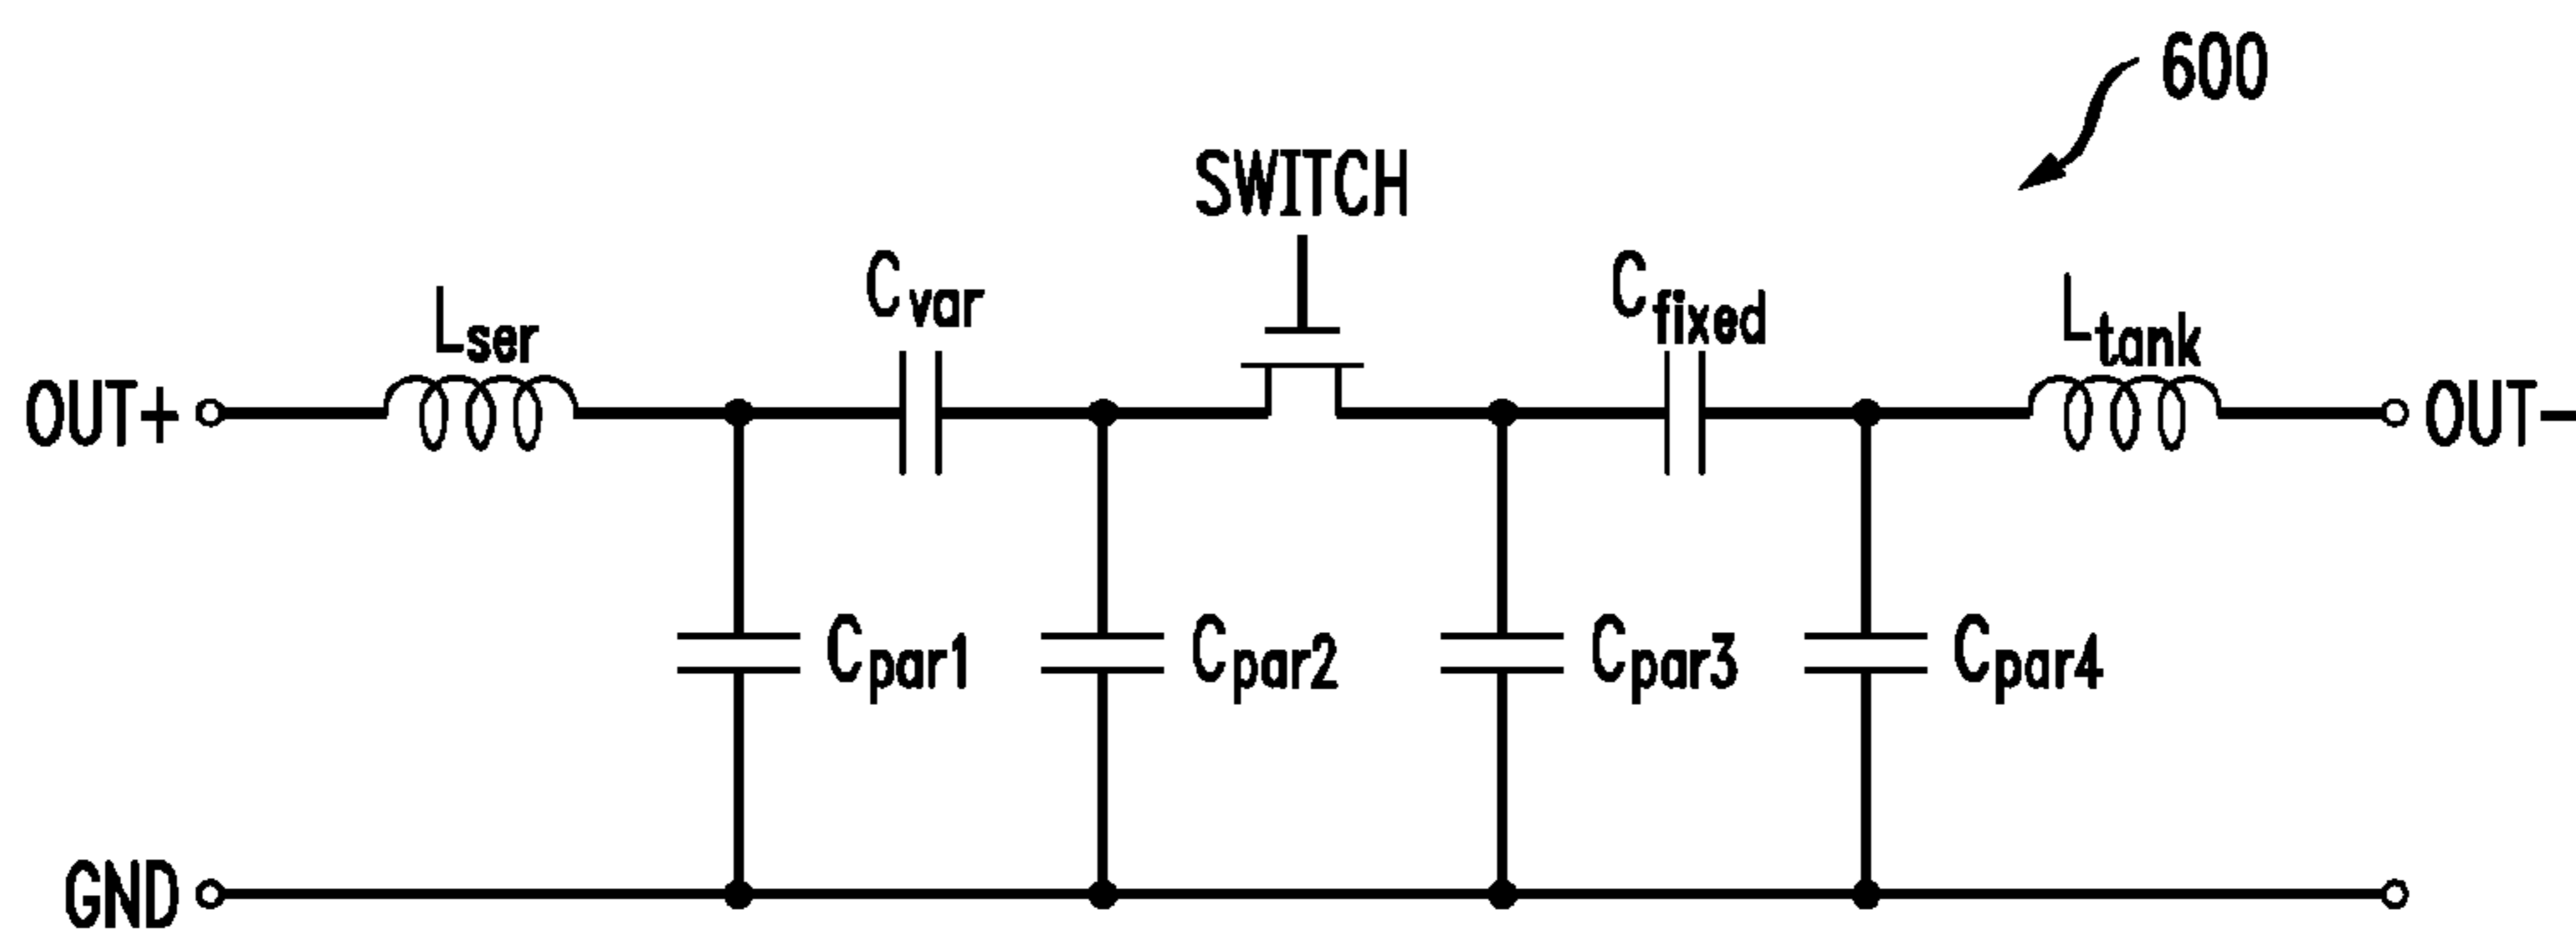 600
SWITCH
Cvar
Cfixed
Lser
Ltank
OUT+
OUT-
Cpar1
Cpar2
Cpar3
Cpar4
GND